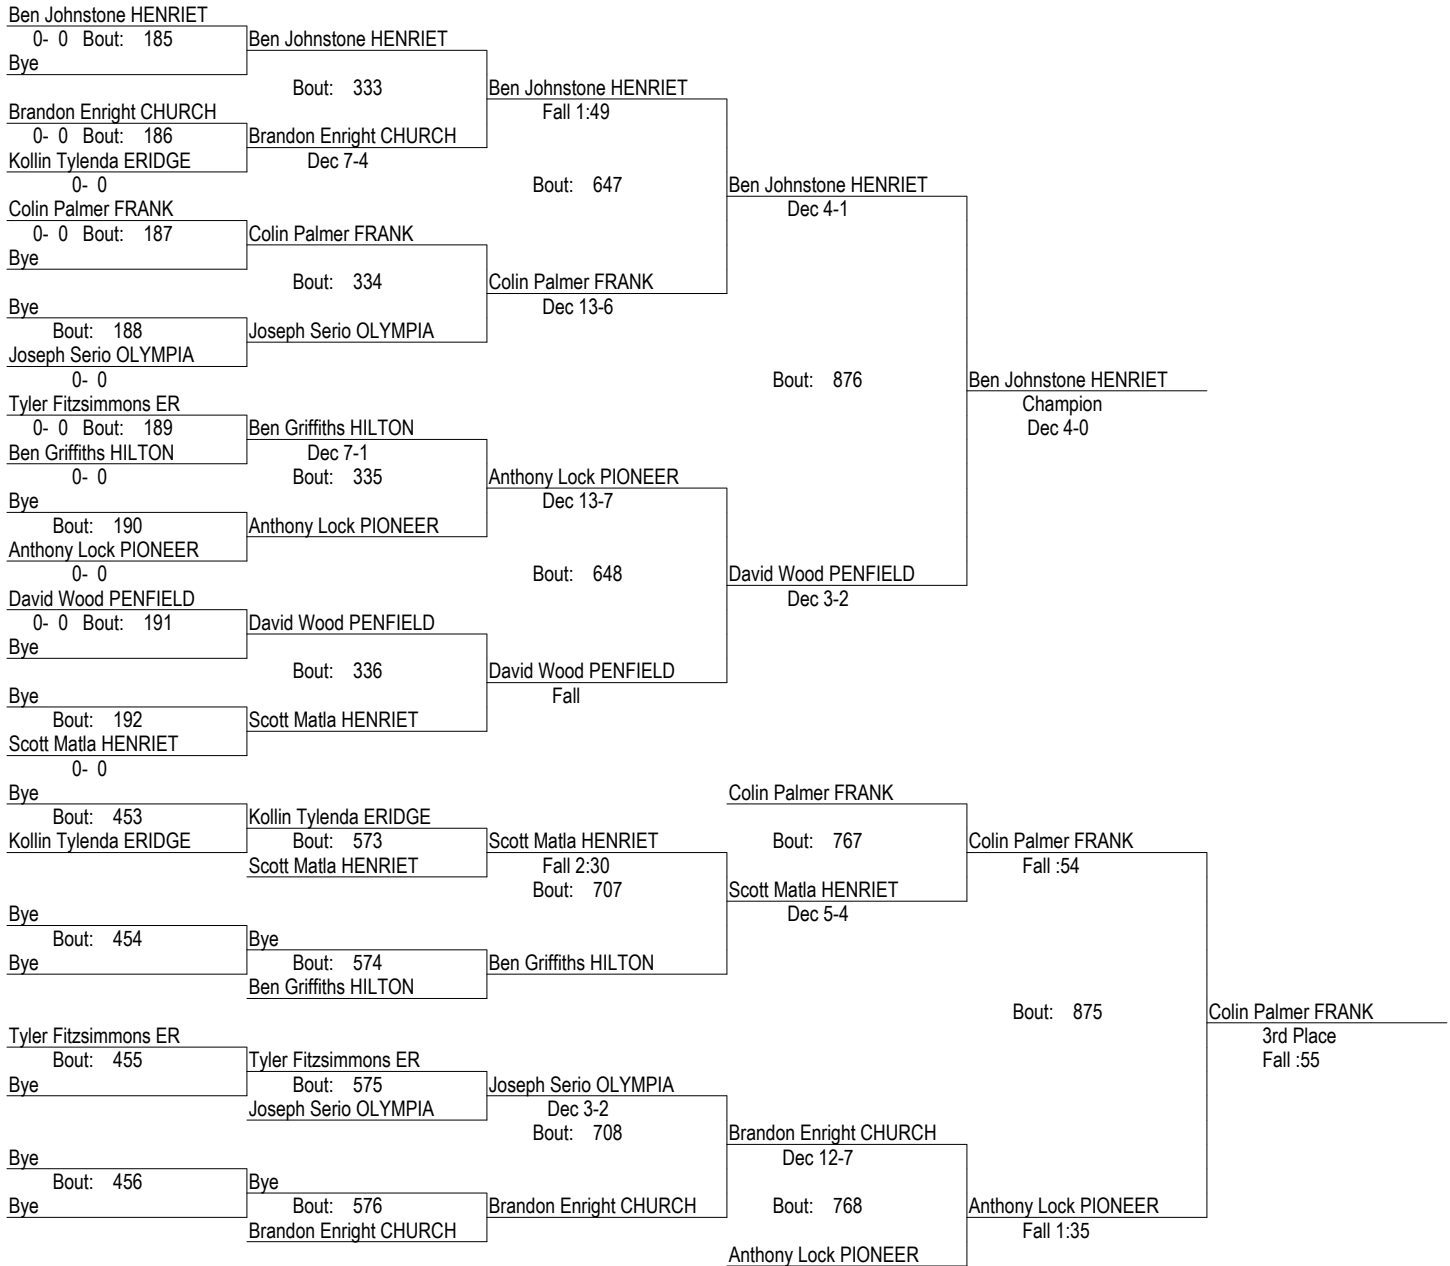 Ben Johnstone HENRIET
0- 0 Bout: 185 Ben Johnstone HENRIET
Bye
Bout: 333 Ben Johnstone HENRIET
Brandon Enright CHURCH Fall 1:49
0- 0 Bout: 186 Brandon Enright CHURCH
Kollin Tylenda ERIDGE Dec 7-4
0- 0 Bout: 647 Ben Johnstone HENRIET
Colin Palmer FRANK Dec 4-1
0- 0 Bout: 187 Colin Palmer FRANK
Bye
Bout: 334 Colin Palmer FRANK
Bye Dec 13-6
Bout: 188 Joseph Serio OLYMPIA
Joseph Serio OLYMPIA
0- 0 Bout: 876 Ben Johnstone HENRIET
Tyler Fitzsimmons ER Champion
0- 0 Bout: 189 Ben Griffiths HILTON Dec 4-0
Ben Griffiths HILTON Dec 7-1
0- 0 Bout: 335 Anthony Lock PIONEER
Bye Dec 13-7
Bout: 190 Anthony Lock PIONEER
Anthony Lock PIONEER
0- 0 Bout: 648 David Wood PENFIELD
David Wood PENFIELD Dec 3-2
0- 0 Bout: 191 David Wood PENFIELD
Bye
Bout: 336 David Wood PENFIELD
Bye Fall
Bout: 192 Scott Matla HENRIET
Scott Matla HENRIET
0- 0
Bye Colin Palmer FRANK
Bout: 453 Kollin Tylenda ERIDGE
Kollin Tylenda ERIDGE Bout: 573 Scott Matla HENRIET Bout: 767 Colin Palmer FRANK
Scott Matla HENRIET Fall 2:30 Fall :54
Bout: 707 Scott Matla HENRIET
Bye Dec 5-4
Bout: 454 Bye
Bye Bout: 574 Ben Griffiths HILTON
Ben Griffiths HILTON
Bout: 875 Colin Palmer FRANK
Tyler Fitzsimmons ER 3rd Place
Bout: 455 Tyler Fitzsimmons ER Fall :55
Bye Bout: 575 Joseph Serio OLYMPIA
Joseph Serio OLYMPIA Dec 3-2
Bout: 708 Brandon Enright CHURCH
Bye Dec 12-7
Bout: 456 Bye
Bye Bout: 576 Brandon Enright CHURCH Bout: 768 Anthony Lock PIONEER
Brandon Enright CHURCH Fall 1:35
Anthony Lock PIONEER